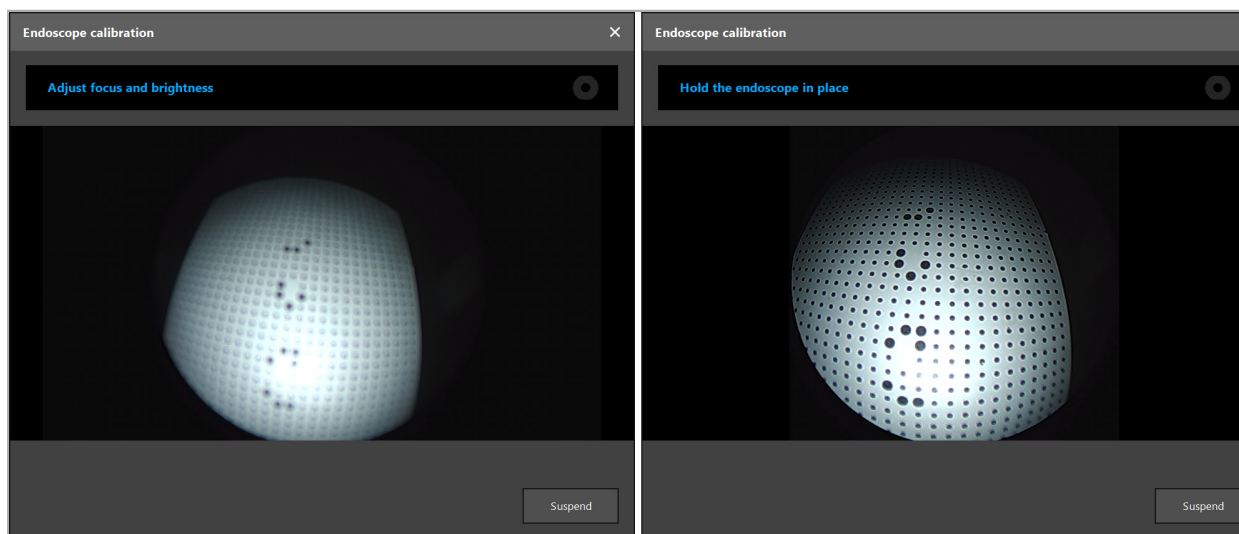 Endoscope calibration
Adjust focus and brightness
Suspend
Endoscope calibration
Hold the endoscope in place
Suspend